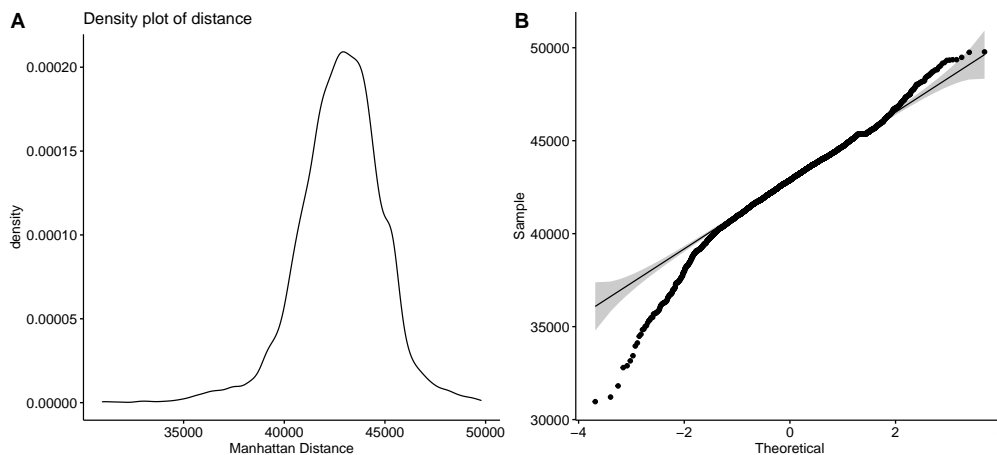 A
Density plot of distance
density
0.00020
0.00015
0.00010
0.00005
0.00000
35000 40000 45000 50000
Manhattan Distance
B
Sample
50000
45000
40000
35000
30000
−4 −2 0 2
Theoretical